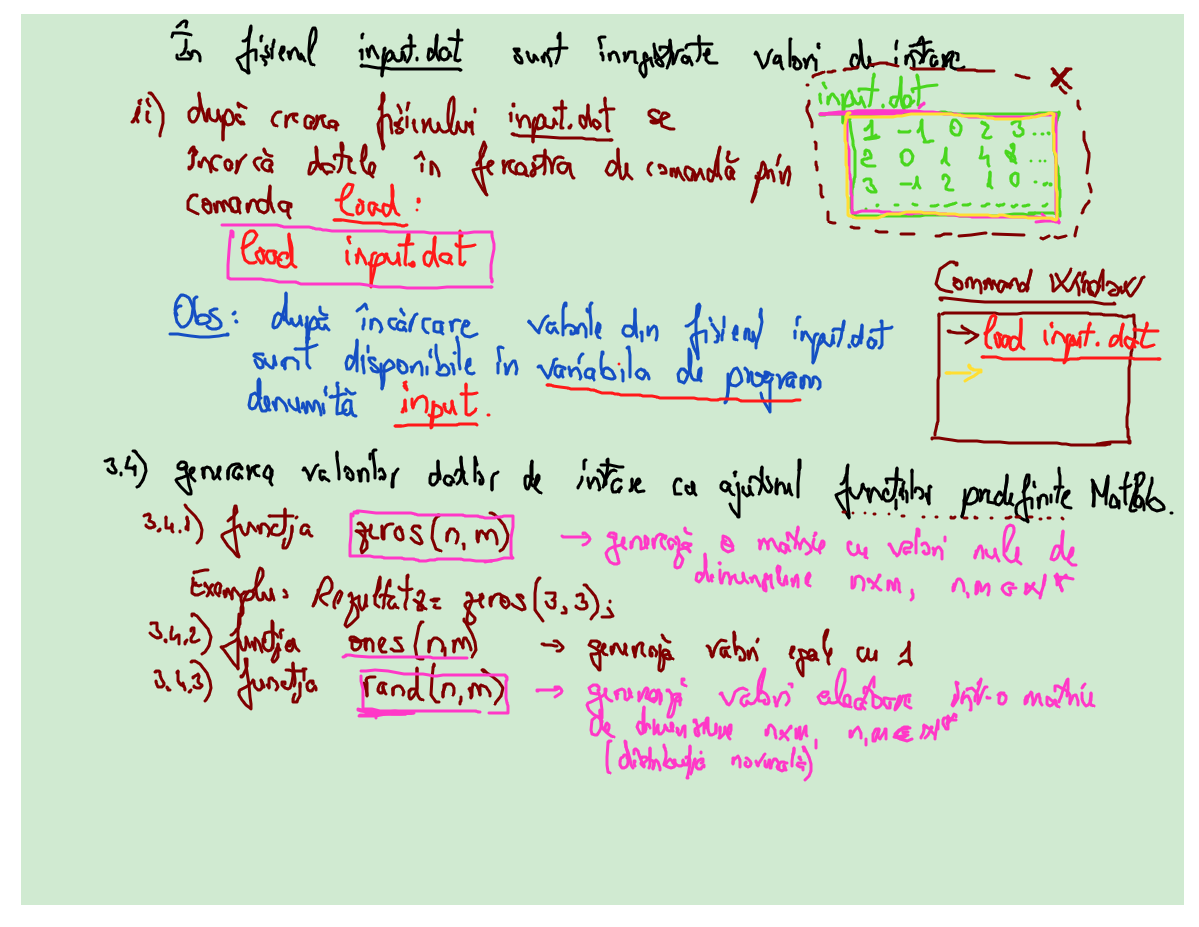 În fișierul input.dat sunt înregistrate valori de intrare
ii) după crearea fișierului input.dat se
încarcă datele în fereastra de comandă prin
comanda load:
load input.dat
input.dat
1 -1 0 2 3 ...
2 0 1 4 ...
3 -1 2 1 0 ...
Command Window
→ load input.dat
→
Obs: după încărcare valorile din fișierul input.dat
sunt disponibile în variabila de program
denumită input.
3.4) generarea valorilor datelor de intrare cu ajutorul funcțiilor predefinite Matlab.
3.4.1) funcția zeros(n,m) → generează o matrice cu valori nule de
dimensiune n×m, n,m ∈ ℕ*
Exemplu: Rezultat = zeros(3,3);
3.4.2) funcția ones(n,m) → generează valori egale cu 1
3.4.3) funcția rand(n,m) → generează valori aleatoare într-o matrice
de dimensiune n×m, n,m ∈ ℕ*
(distribuție normală)